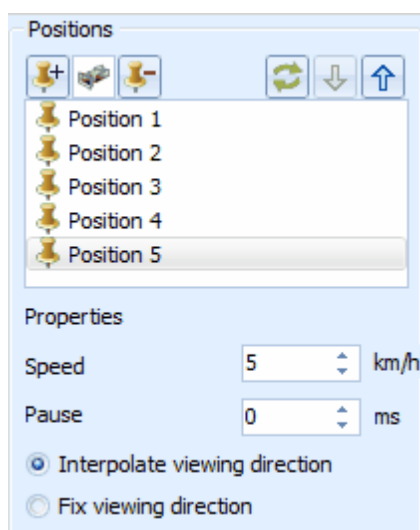 Positions
Position 1
Position 2
Position 3
Position 4
Position 5
Properties
Speed 5 km/h
Pause 0 ms
Interpolate viewing direction
Fix viewing direction